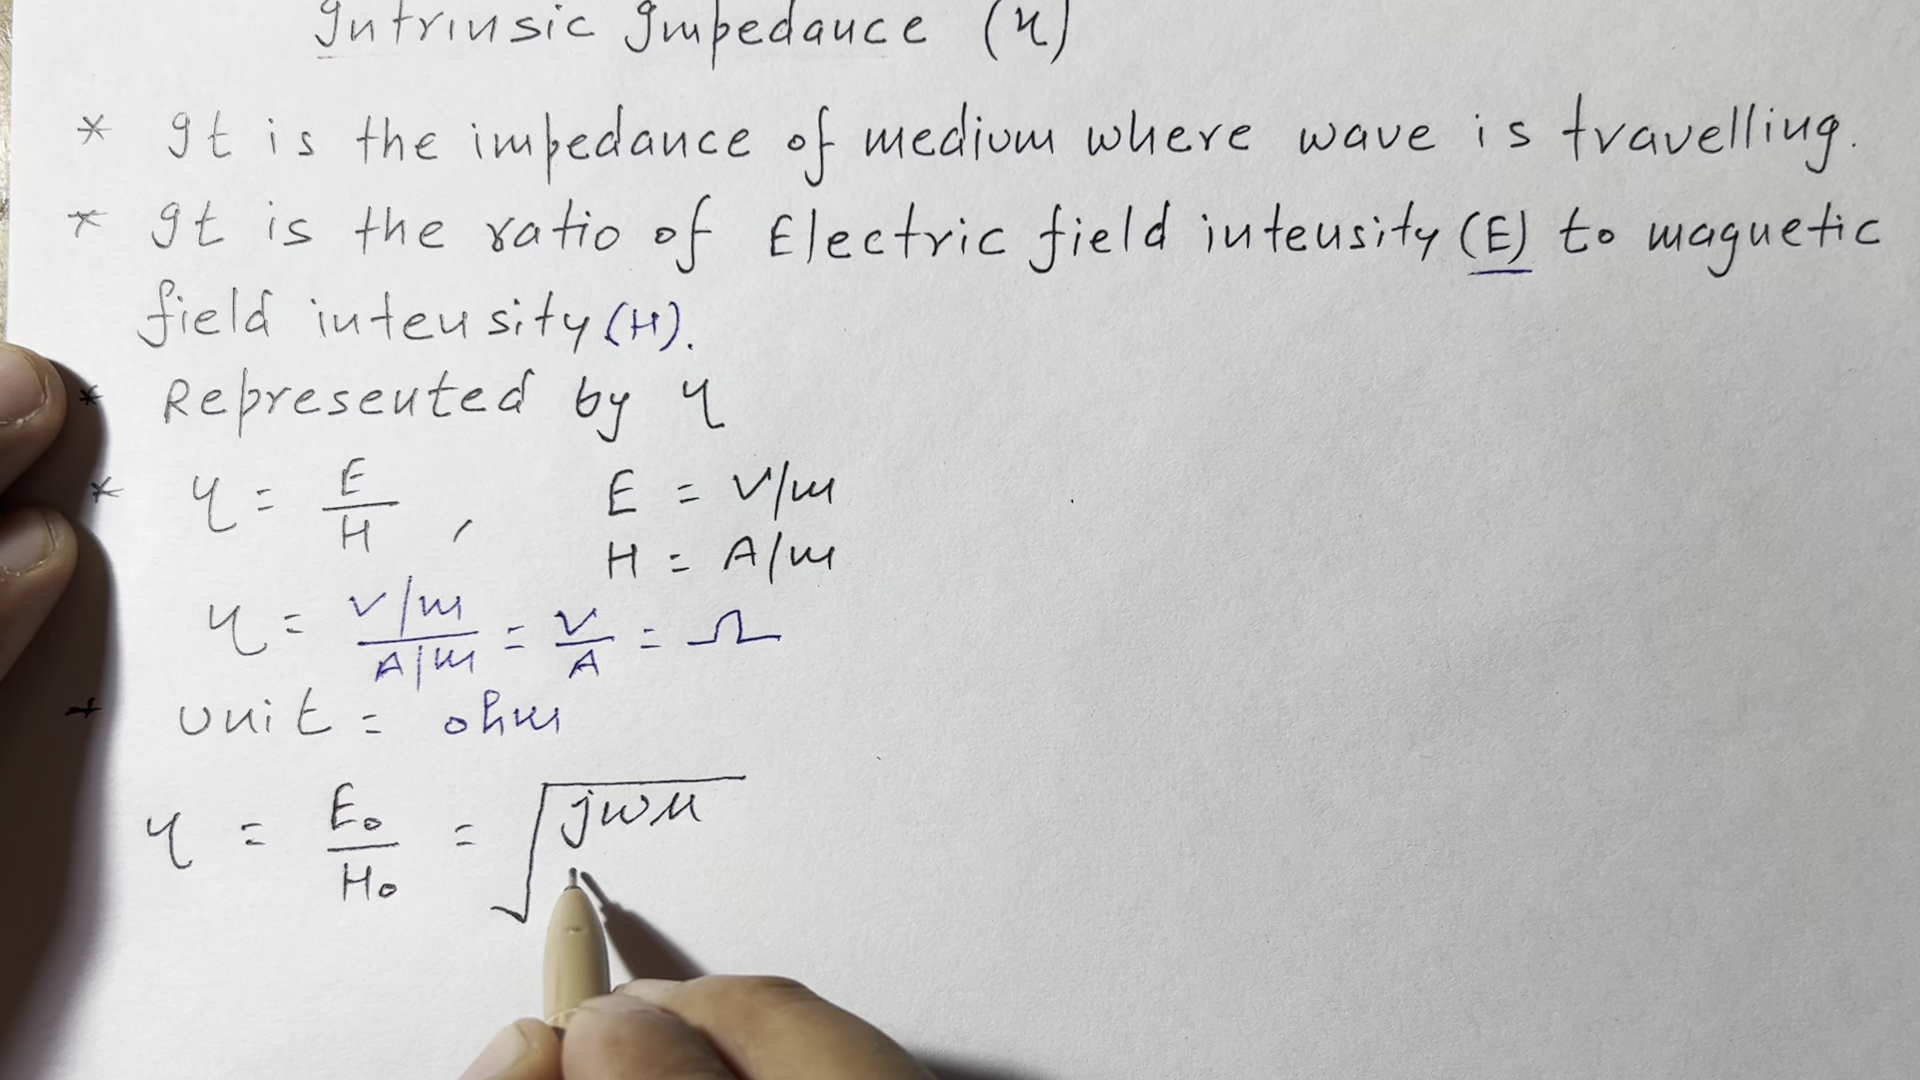 Intrinsic Impedance (η)
* It is the impedance of medium where wave is travelling.
* It is the ratio of Electric field intensity (E) to magnetic
field intensity (H).
* Represented by η
* η = E/H , E = V/m
H = A/m
η = V/m / A/m = V/A = Ω
* Unit = ohm
η = E₀/H₀ = √jωμ